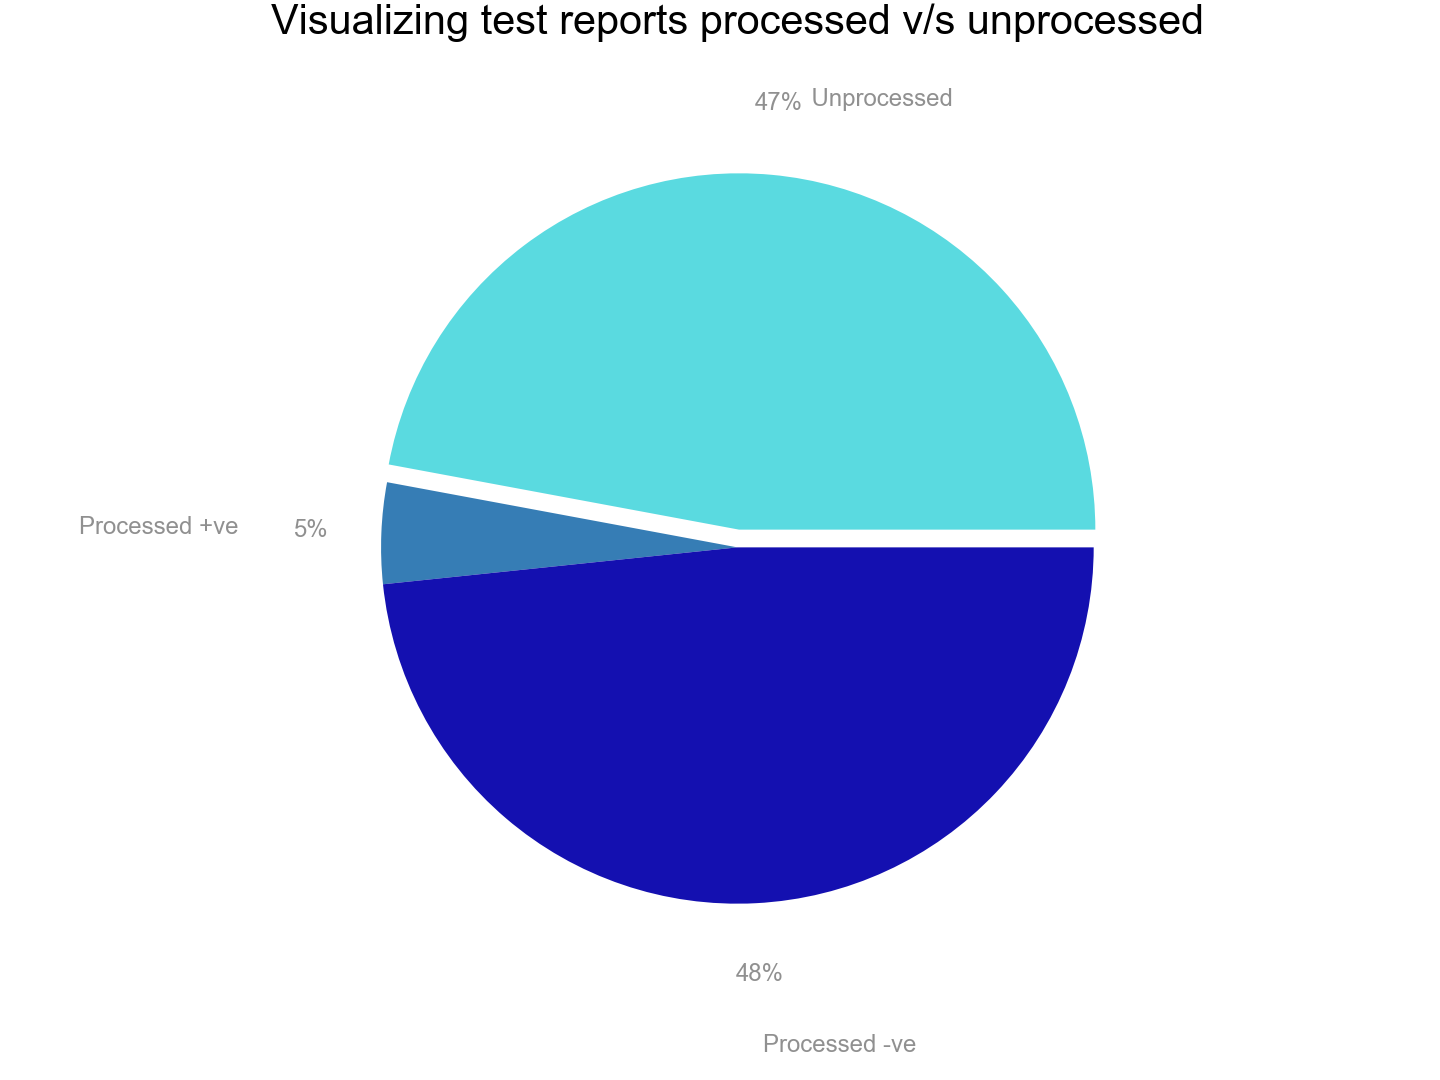 Visualizing test reports processed v/s unprocessed
47% Unprocessed
Processed +ve 5%
48%
Processed -ve